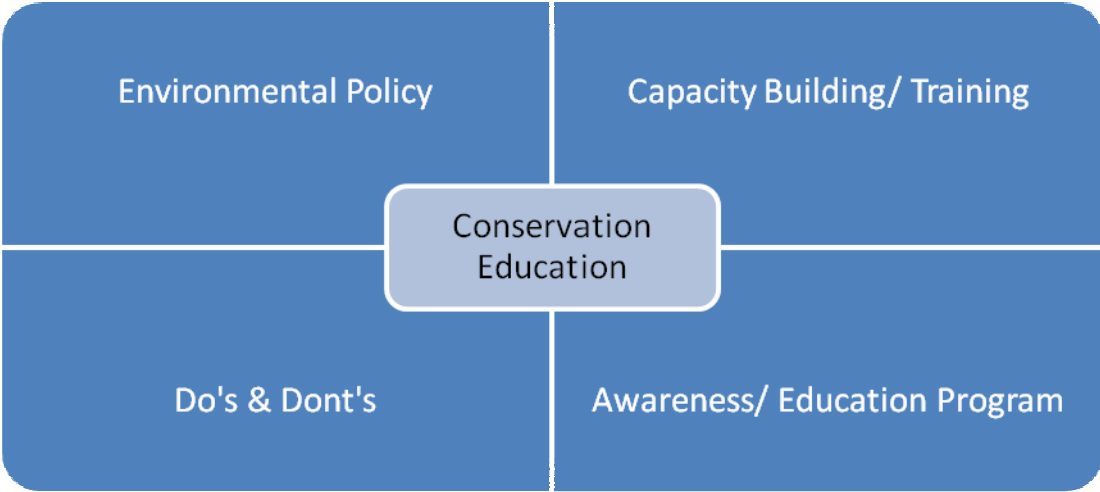 Environmental Policy
Capacity Building/ Training
Conservation
Education
Do's & Dont's
Awareness/ Education Program